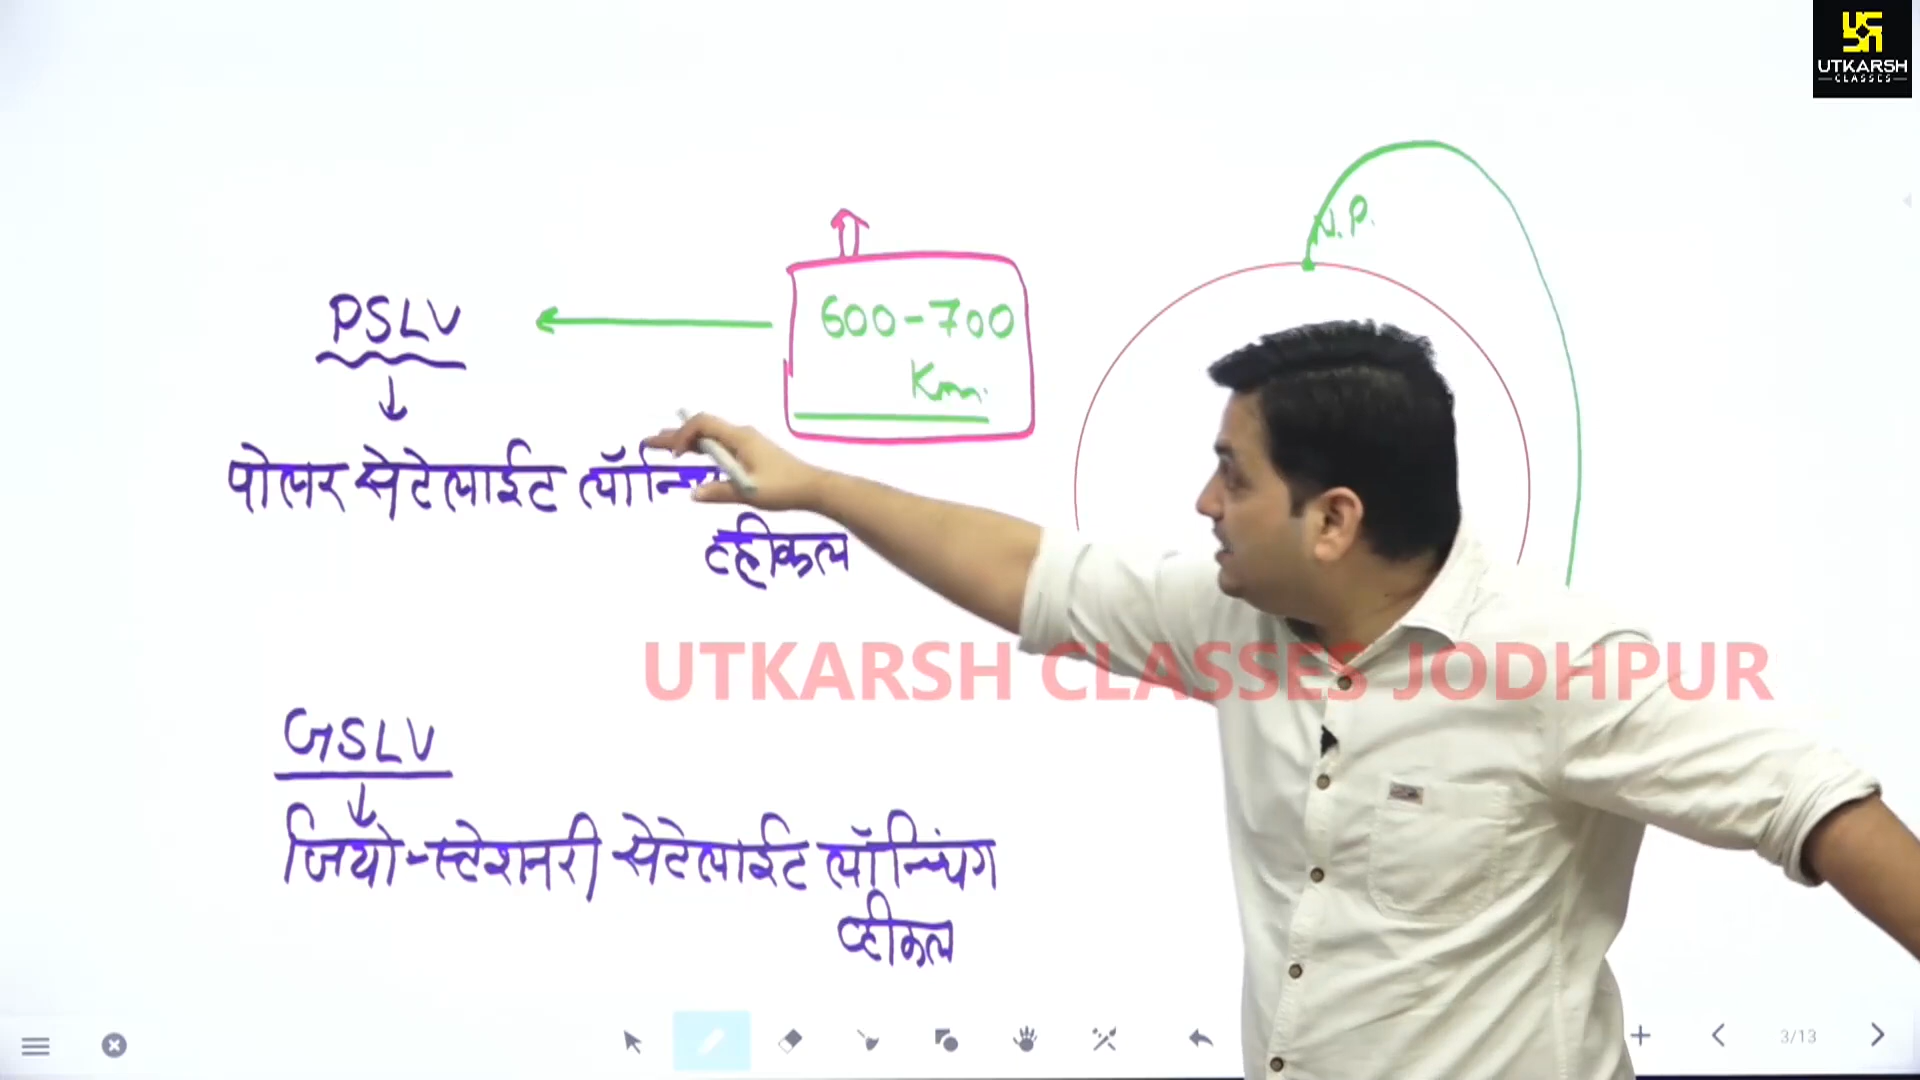 UTKARSH
CLASSES
N.P.
PSLV
600-700
Km.
पोलर सेटेलाईट
व्हीकल
UTKARSH CLASSES JODHPUR
GSLV
जियो-स्टेशनरी सेटेलाईट लॉन्चिंग
व्हीकल
3/13